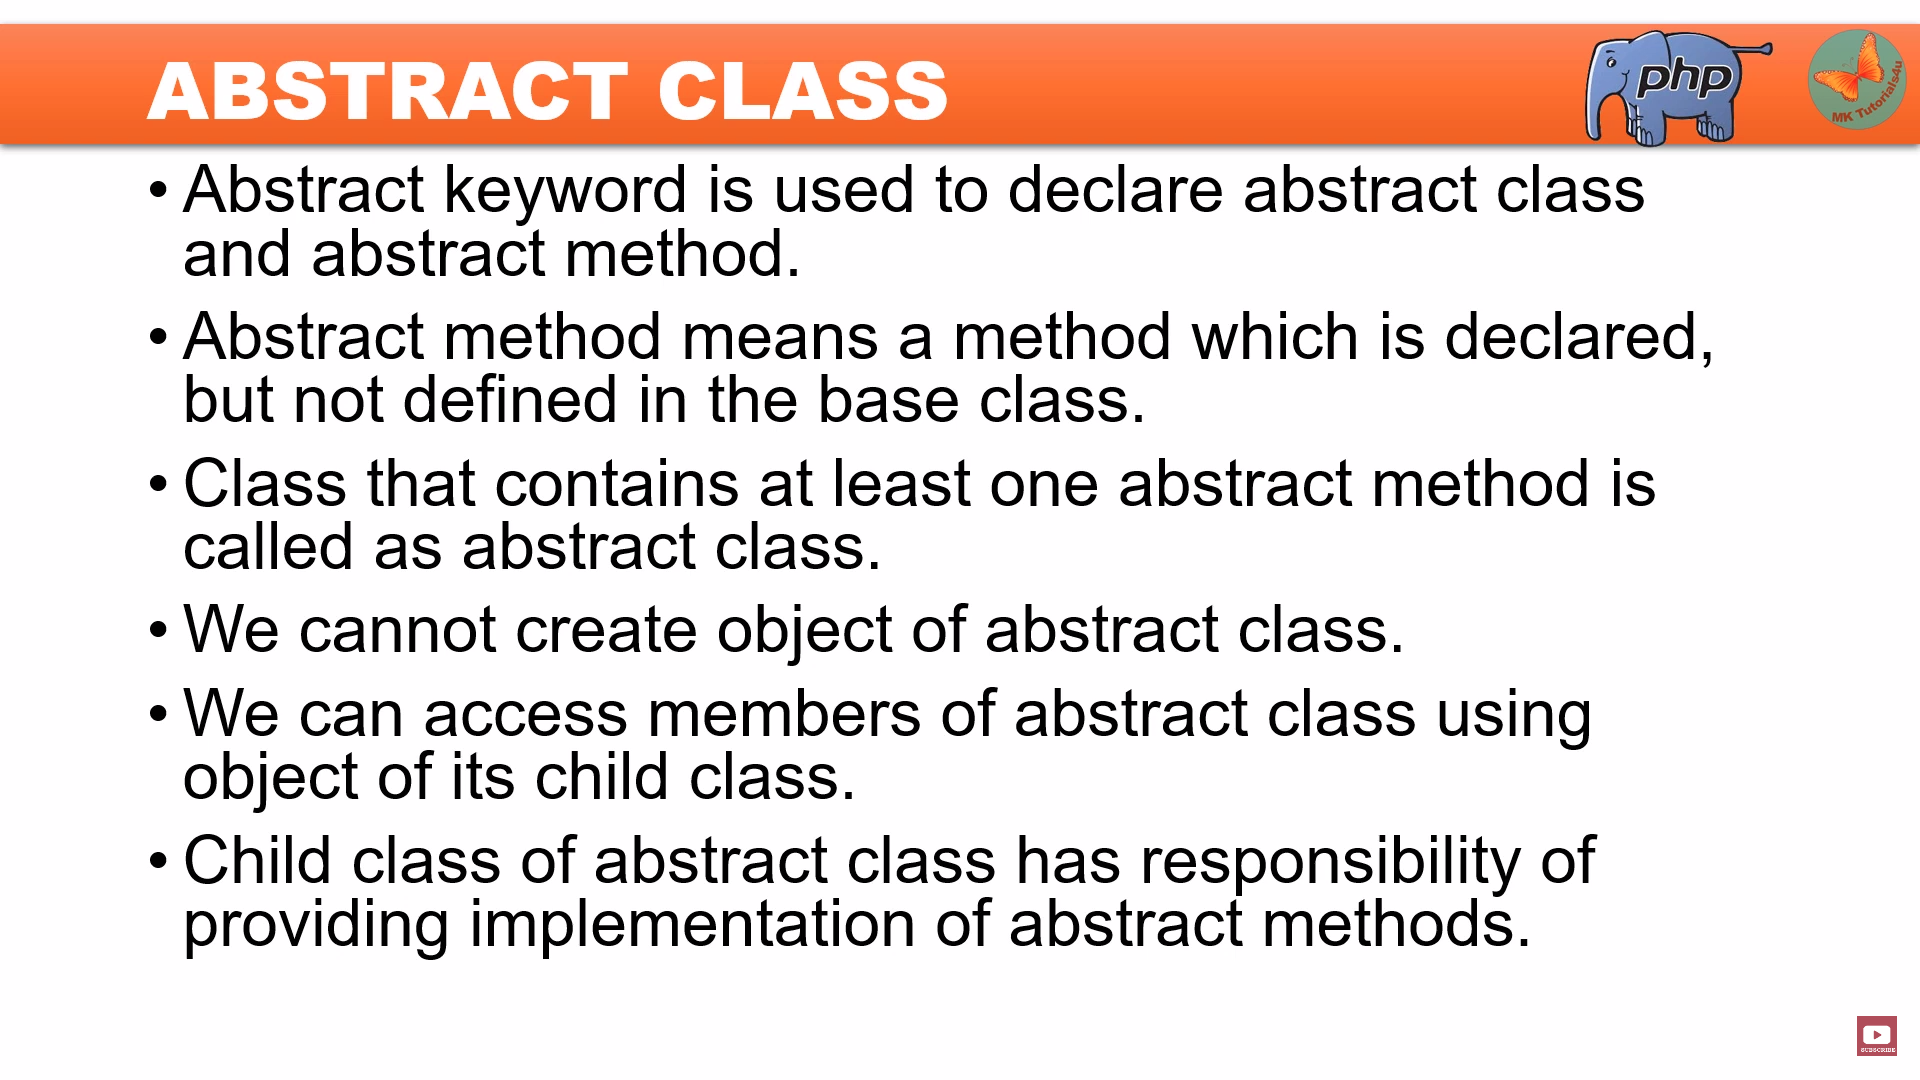 ABSTRACT CLASS
php
MK Tutorials4u
• Abstract keyword is used to declare abstract class
and abstract method.
• Abstract method means a method which is declared,
but not defined in the base class.
• Class that contains at least one abstract method is
called as abstract class.
• We cannot create object of abstract class.
• We can access members of abstract class using
object of its child class.
• Child class of abstract class has responsibility of
providing implementation of abstract methods.
SUBSCRIBE